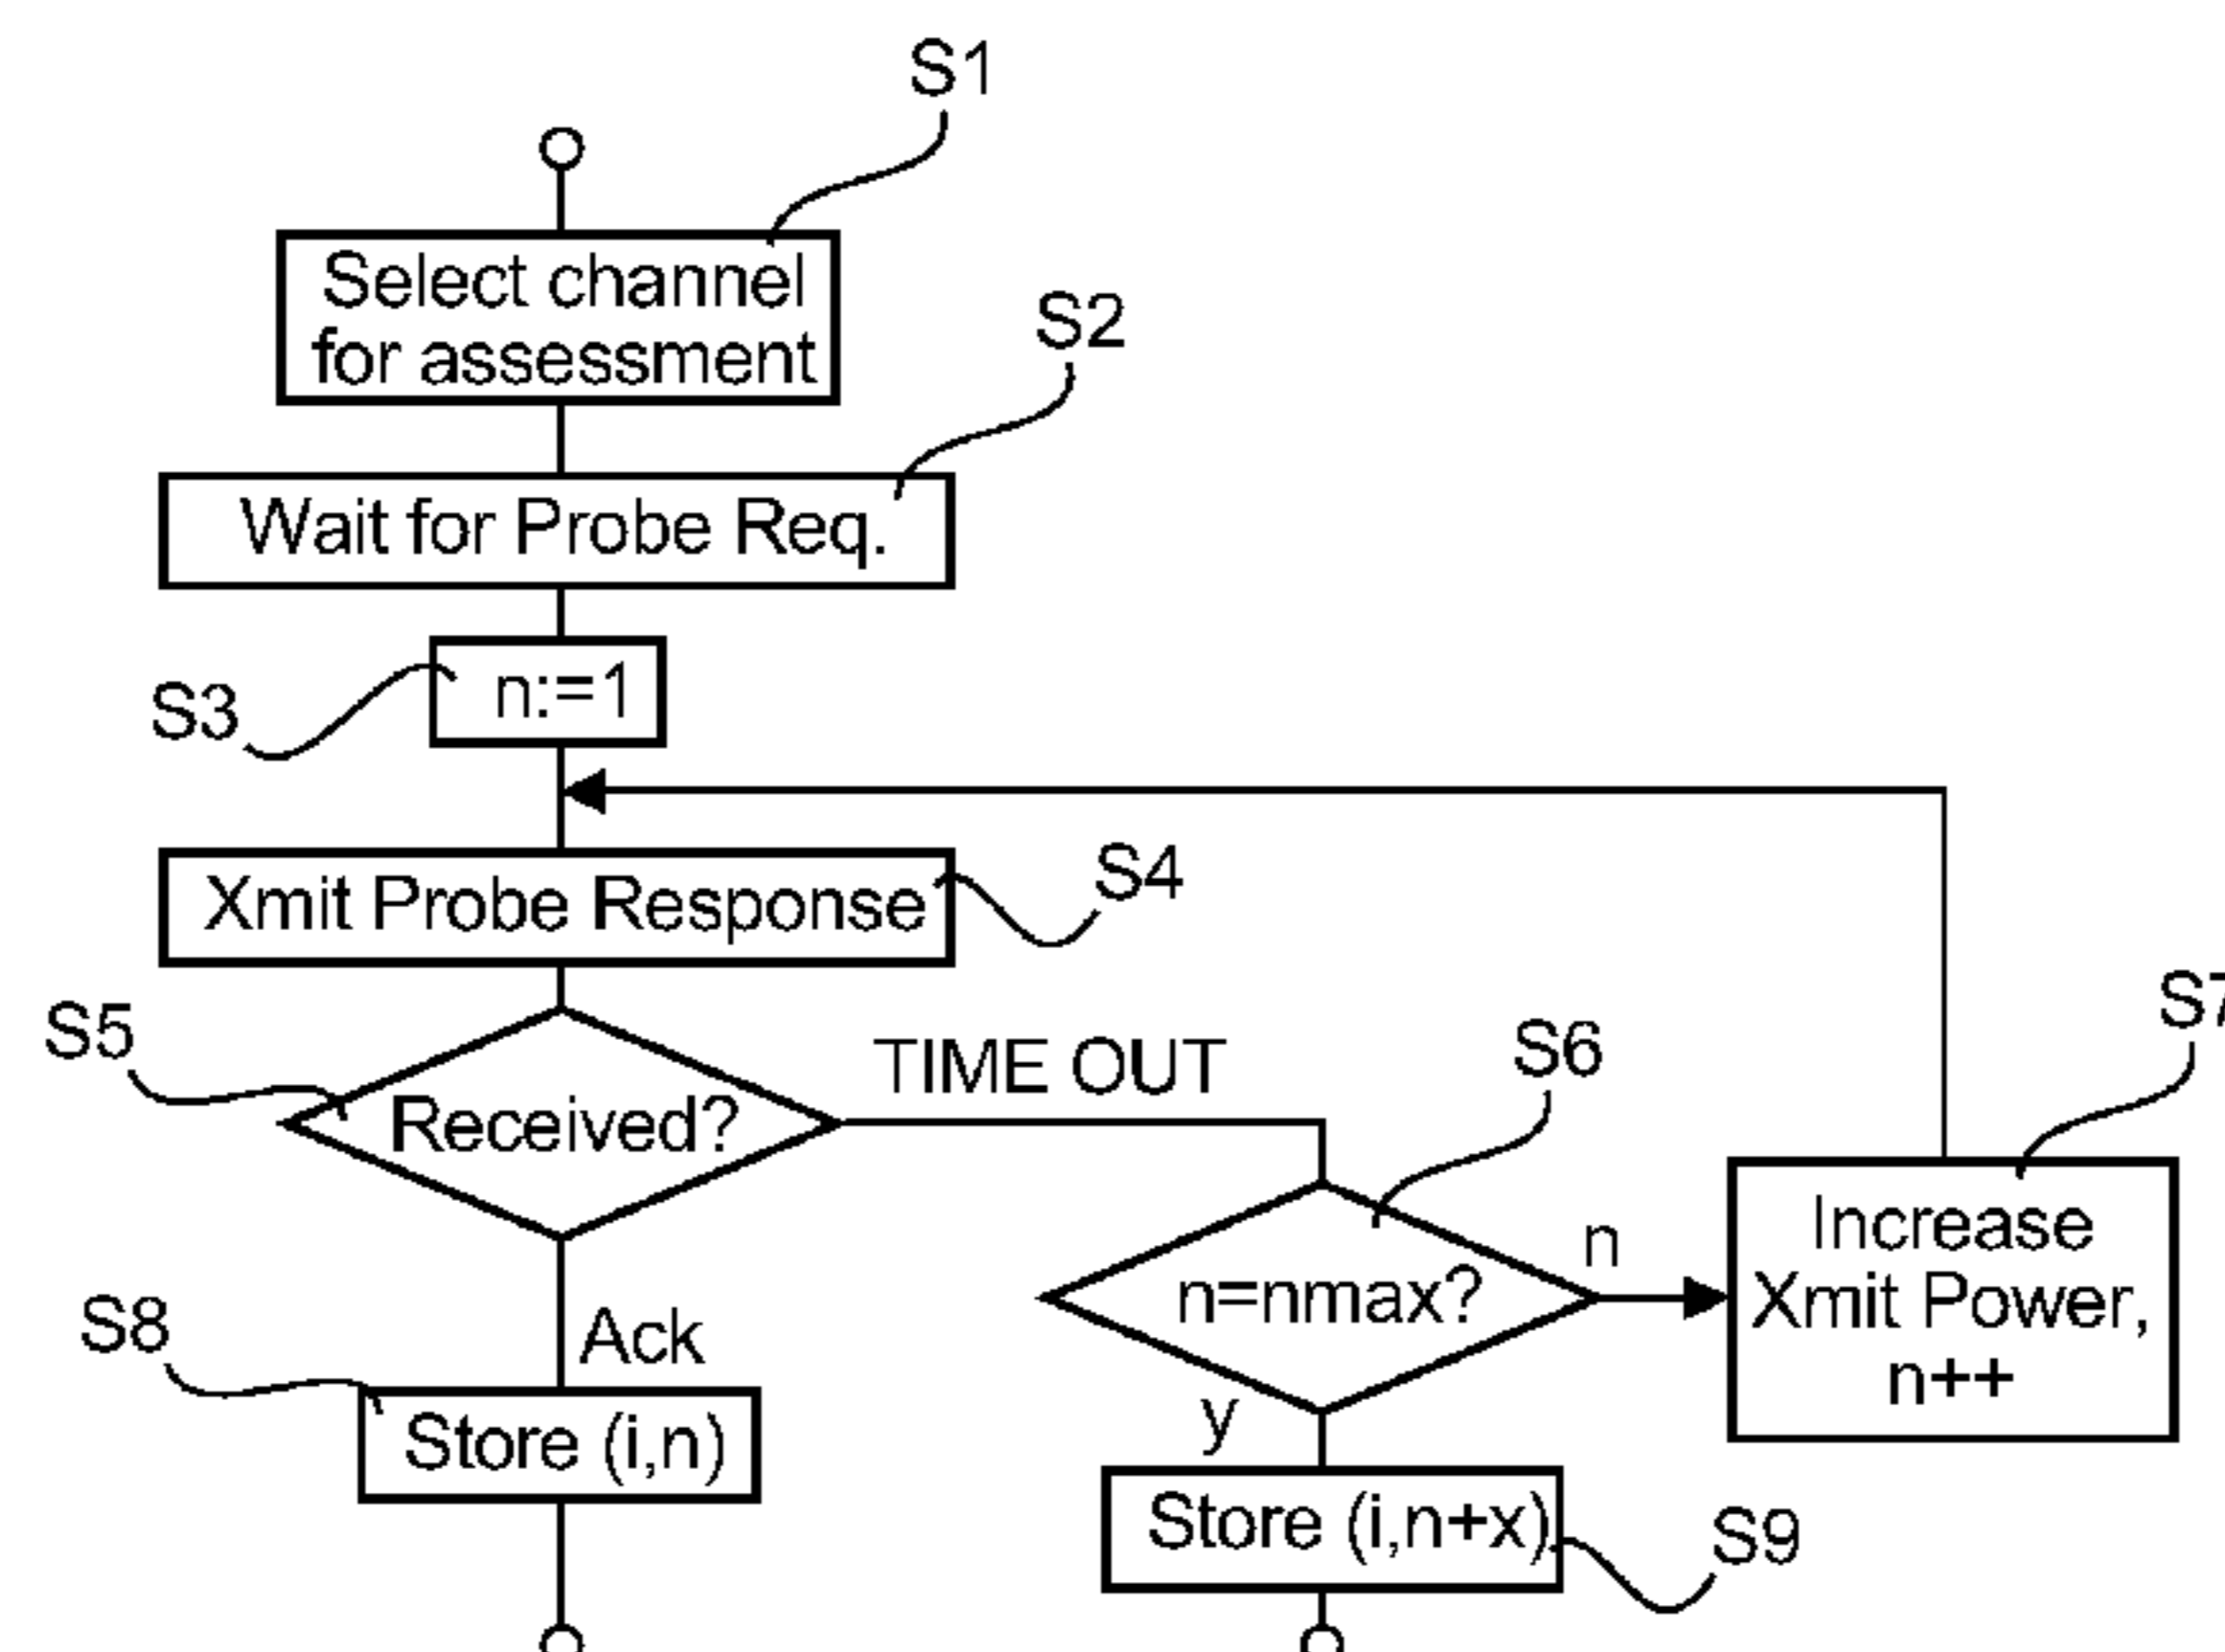 S1
Select channel
for assessment
S2
Wait for Probe Req.
S3
n:=1
Xmit Probe Response
S4
S5
Received?
TIME OUT
S6
n=nmax?
n
S7
Increase
Xmit Power,
n++
S8
Ack
Store (i,n)
y
Store (i,n+x)
S9